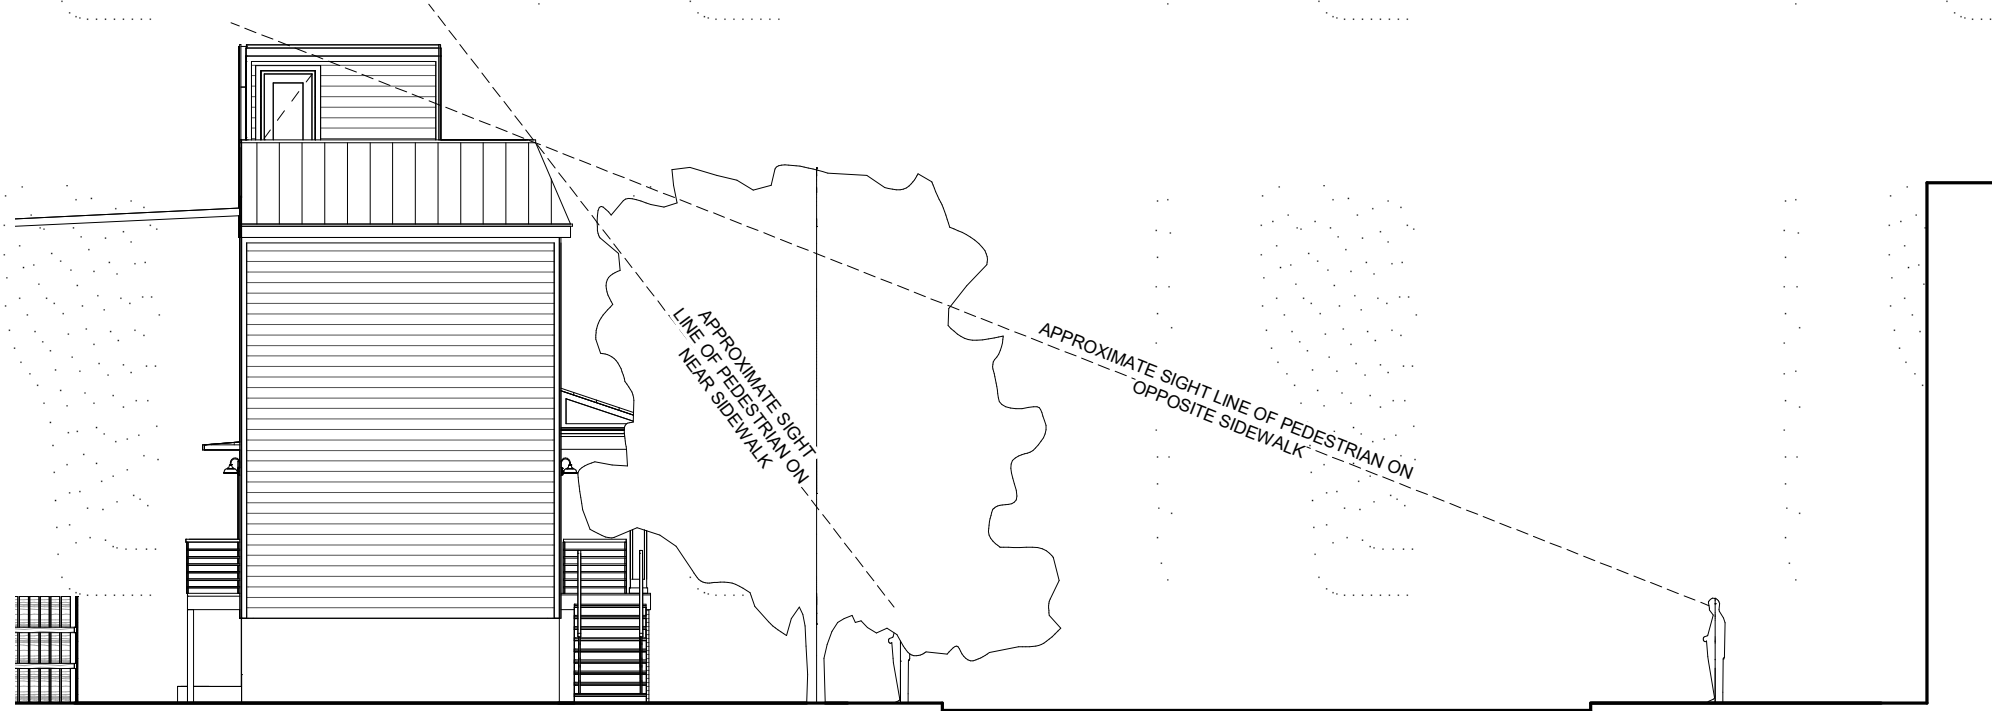 APPROXIMATE SIGHT
LINE OF PEDESTRIAN ON
NEAR SIDEWALK
APPROXIMATE SIGHT LINE OF PEDESTRIAN ON
OPPOSITE SIDEWALK